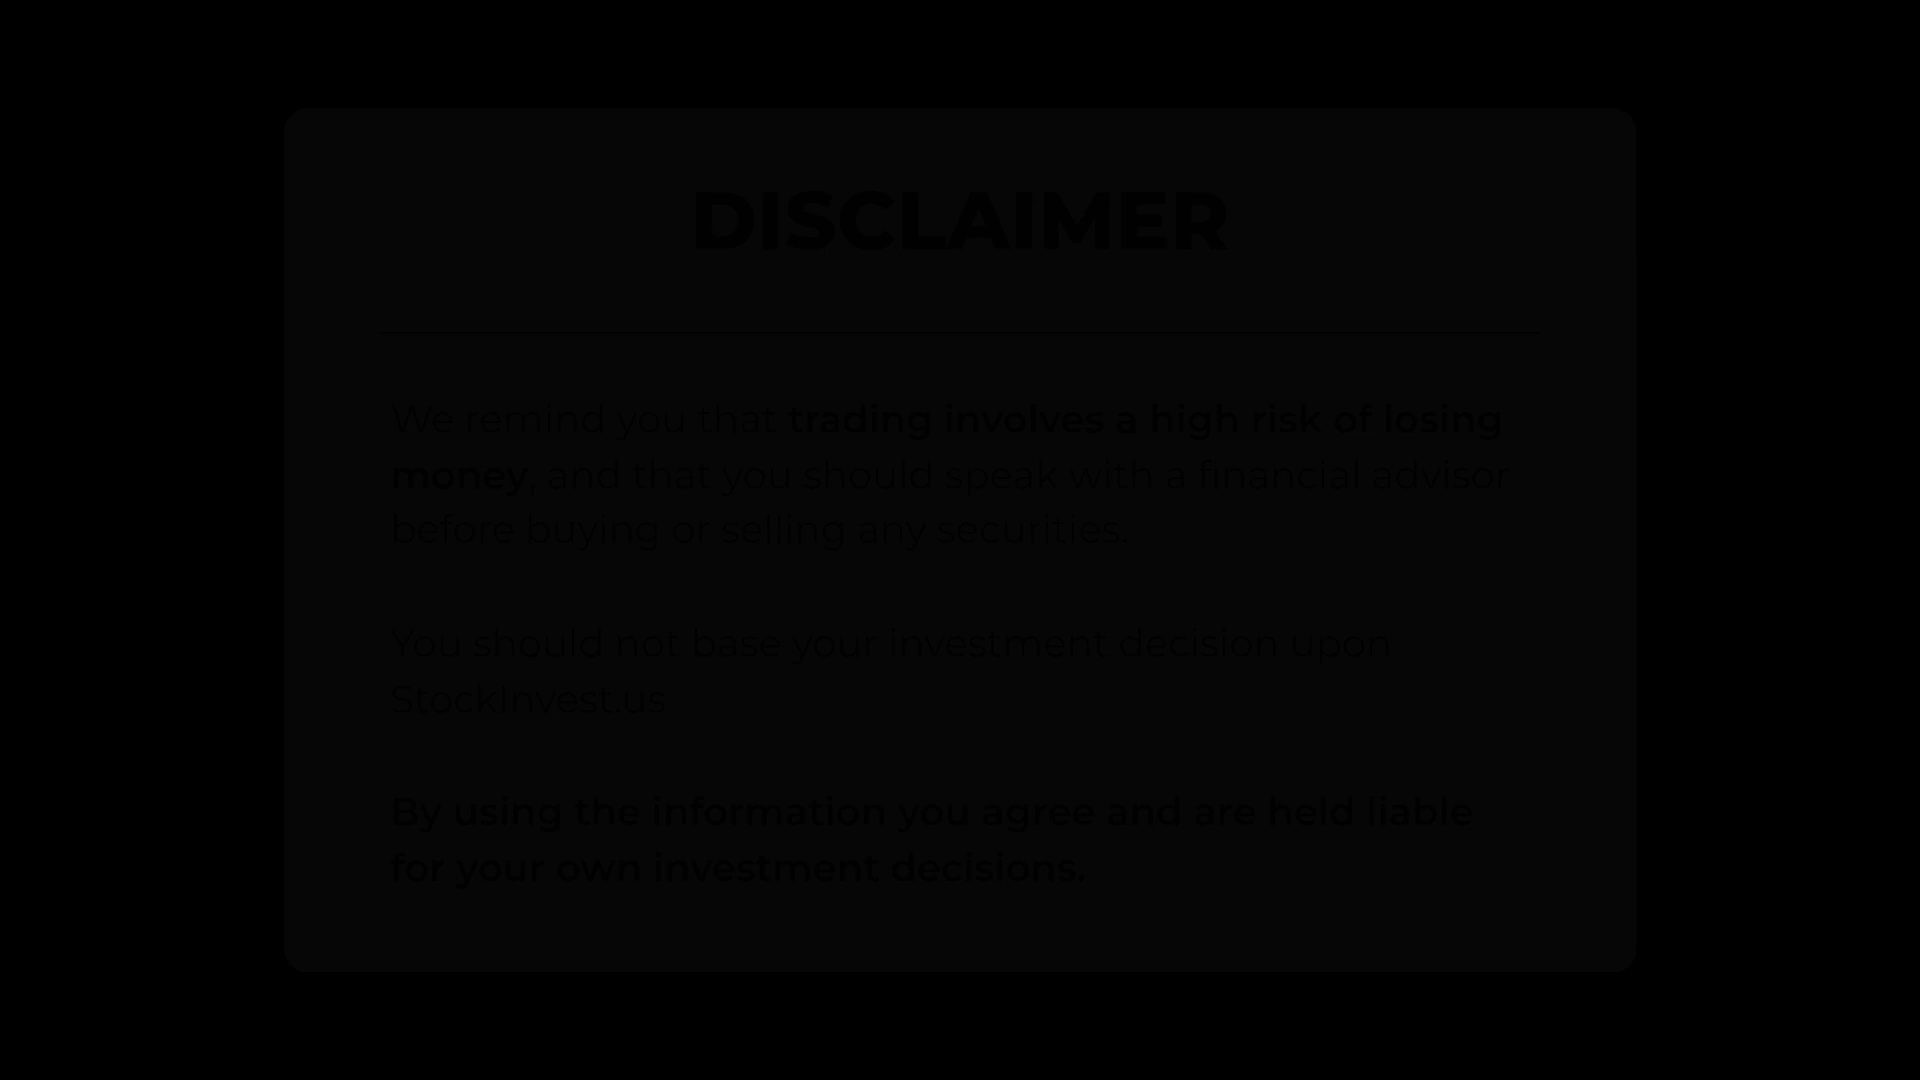 DISCLAIMER
We remind you that trading involves a high risk of losing
money, and that you should speak with a financial advisor
before buying or selling any securities.
You should not base your investment decision upon
StockInvest.us
By using the information you agree and are held liable
for your own investment decisions.